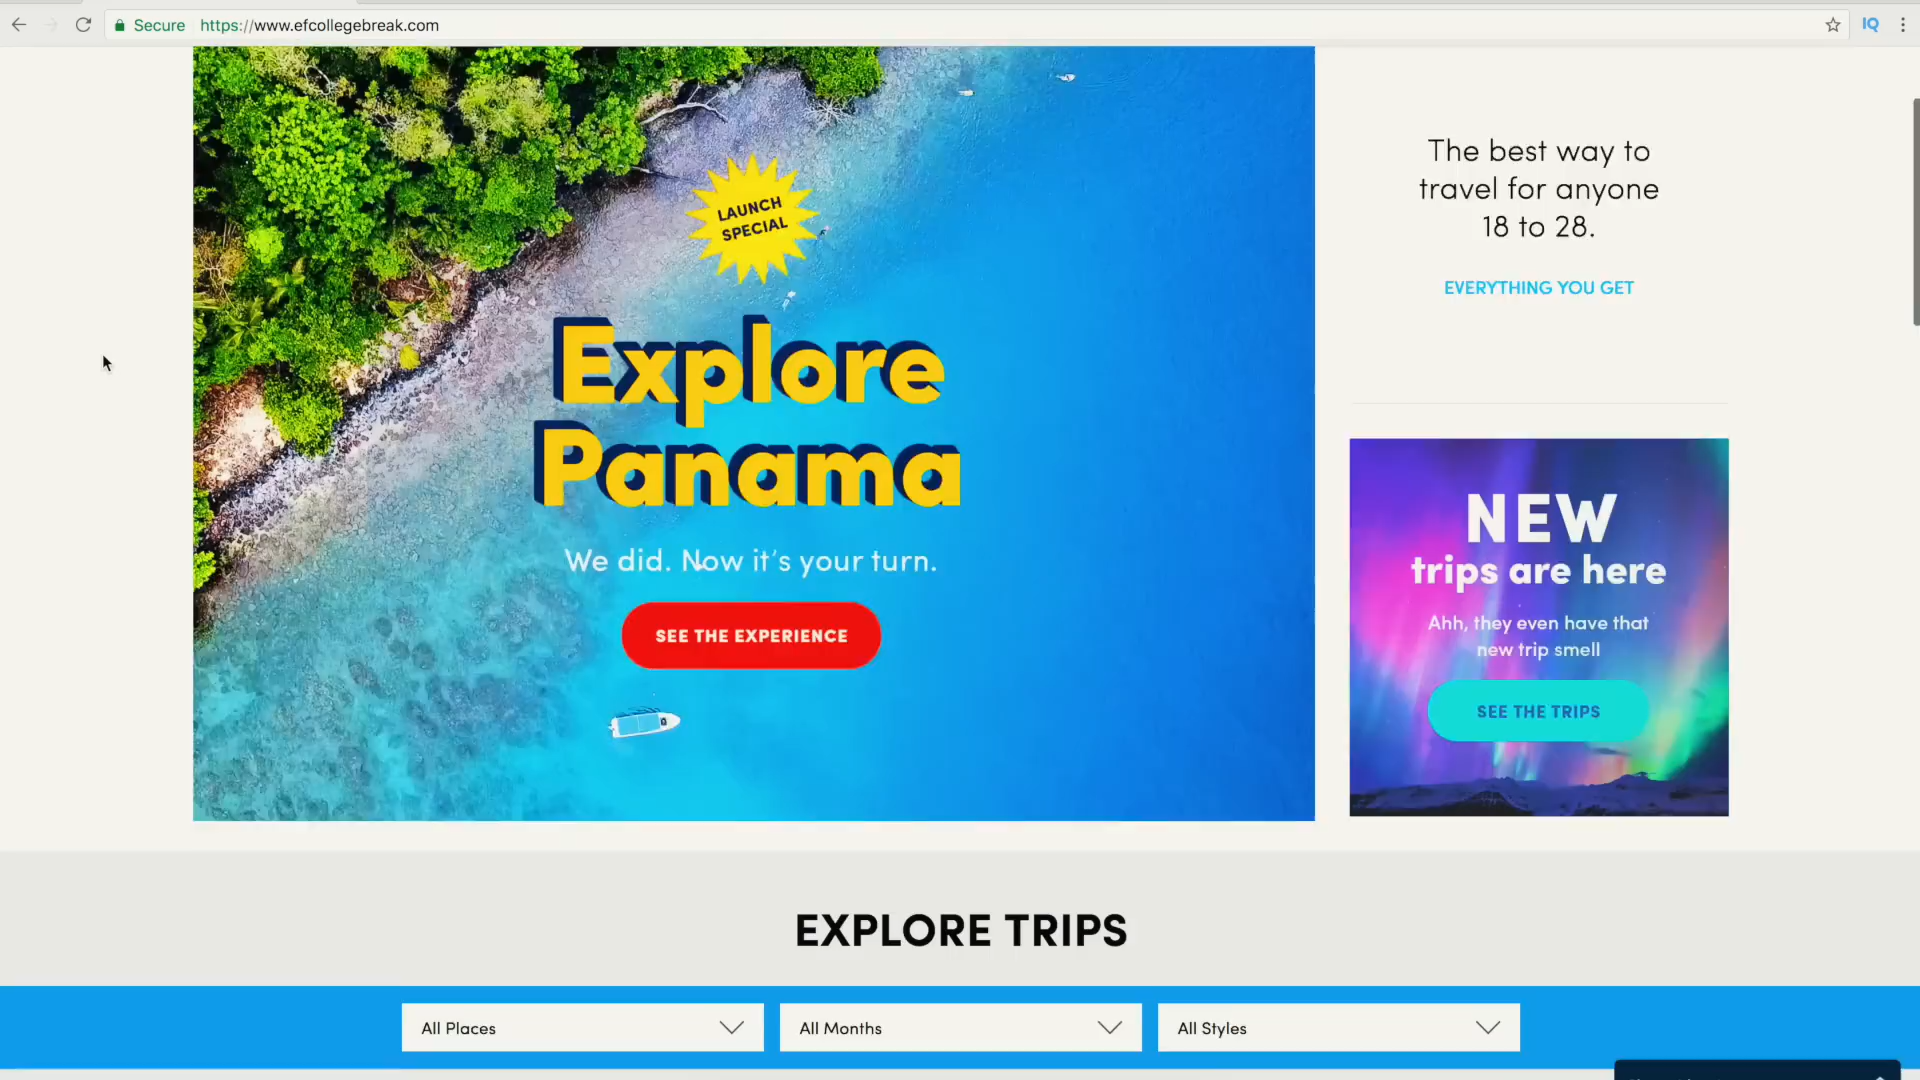 Secure https://www.efcollegebreak.com
IQ
LAUNCH
SPECIAL
Explore
Panama
We did. Now it's your turn.
SEE THE EXPERIENCE
The best way to
travel for anyone
18 to 28.
EVERYTHING YOU GET
NEW
trips are here
Ahh, they even have that
new trip smell
SEE THE TRIPS
EXPLORE TRIPS
All Places
All Months
All Styles